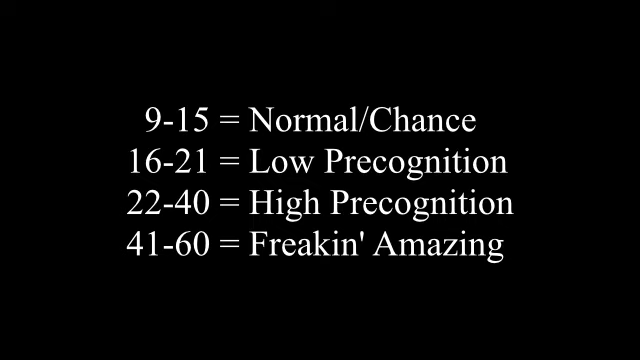 9-15 = Normal/Chance
16-21 = Low Precognition
22-40 = High Precognition
41-60 = Freakin' Amazing